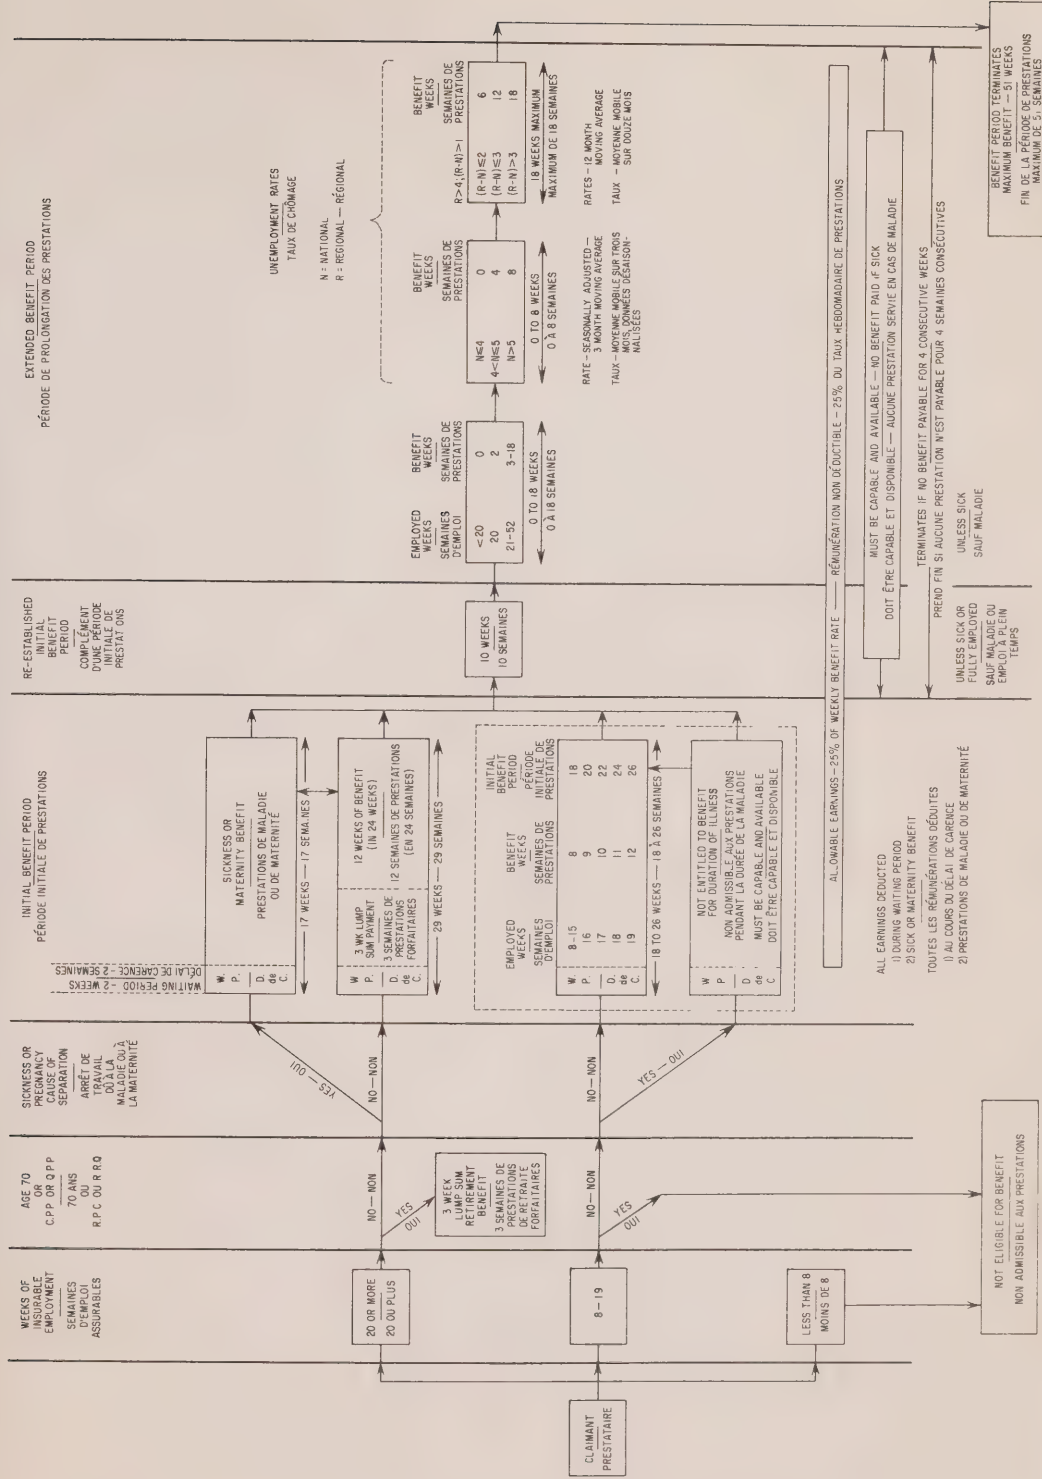 WEEKS OF
INSURABLE
EMPLOYMENT
SEMAINES
D'EMPLOI
ASSURABLES
AGE 70
OR
C.P.P OR Q P P
70 ANS
OU
R.P C OU R RQ
SICKNESS OR
PREGNANCY
CAUSE OF
SEPARATION
ARRÊT DE
TRAVAIL
DÛ À LA
MALADIE OU À
LA MATERNITÉ
INITIAL BENEFIT PERIOD
PÉRIODE INITIALE DE PRESTATIONS
RE-ESTABLISHED
INITIAL
BENEFIT
PERIOD
COMPLÉMENT
D'UNE PÉRIODE
INITIALE DE
PRESTATIONS
EXTENDED BENEFIT PERIOD
PÉRIODE DE PROLONGATION DES PRESTATIONS
WAITING PERIOD - 2 WEEKS
DÉLAI DE CARENCE - 2 SEMAINES
CLAIMANT
PRESTATAIRE
20 OR MORE
20 OU PLUS
8-19
LESS THAN 8
MOINS DE 8
NO — NON
YES
OUI
3 WEEK
LUMP SUM
RETIREMENT
BENEFIT
3 SEMAINES DE
PRESTATIONS
DE RETRAITE
FORFAITAIRES
NO — NON
YES
OUI
NOT ELIGIBLE FOR BENEFIT
NON ADMISSIBLE AUX PRESTATIONS
YES — OUI
NO — NON
NO — NON
YES — OUI
W. P. D. de C.
SICKNESS OR
MATERNITY BENEFIT
PRESTATIONS DE MALADIE
OU DE MATERNITÉ
17 WEEKS — 17 SEMAINES
W. P. D. de C.
3 WK LUMP
SUM PAYMENT
3 SEMAINES DE
PRESTATIONS
FORFAITAIRES
12 WEEKS OF BENEFIT
(IN 24 WEEKS)
12 SEMAINES DE PRESTATIONS
(EN 24 SEMAINES)
29 WEEKS — 29 SEMAINES
EMPLOYED
WEEKS
SEMAINES
D'EMPLOI
BENEFIT
WEEKS
SEMAINES DE
PRESTATIONS
INITIAL
BENEFIT
PERIOD
PERIODE
INITIALE DE
PRESTATIONS
W. P. D. de C.
8-15 8 18
16 9 20
17 10 22
18 11 24
19 12 26
18 TO 26 WEEKS — 18 À 26 SEMAINES
W P D de C.
NOT ENTITLED TO BENEFIT
FOR DURATION OF ILLNESS
NON ADMISSIBLE AUX PRESTATIONS
PENDANT LA DURÉE DE LA MALADIE
MUST BE CAPABLE AND AVAILABLE
DOIT ÊTRE CAPABLE ET DISPONIBLE
10 WEEKS
10 SEMAINES
EMPLOYED
WEEKS
SEMAINES
D'EMPLOI
BENEFIT
WEEKS
SEMAINES DE
PRESTATIONS
<20 0
20 2
21-52 3-18
0 TO 18 WEEKS
0 À 18 SEMAINES
UNEMPLOYMENT RATES
TAUX DE CHÔMAGE
N = NATIONAL
R = REGIONAL — RÉGIONAL
BENEFIT
WEEKS
SEMAINES DE
PRESTATIONS
N≤4 0
4<N≤5 4
N>5 8
0 TO 8 WEEKS
0 À 8 SEMAINES
RATE - SEASONALLY ADJUSTED —
3 MONTH MOVING AVERAGE
TAUX - MOYENNE MOBILE SUR TROIS
MOIS, DONNÉES DÉSAISON-
NALISÉES
BENEFIT
WEEKS
SEMAINES DE
PRESTATIONS
R>4; (R-N)>1
(R-N)≤2 6
(R-N)≤3 12
(R-N)>3 18
18 WEEKS MAXIMUM
MAXIMUM DE 18 SEMAINES
RATES - 12 MONTH
MOVING AVERAGE
TAUX - MOYENNE MOBILE
SUR DOUZE MOIS
ALLOWABLE EARNINGS - 25% OF WEEKLY BENEFIT RATE — RÉMUNÉRATION NON DÉDUCTIBLE - 25% DU TAUX HEBDOMADAIRE DE PRESTATIONS
ALL EARNINGS DEDUCTED
1) DURING WAITING PERIOD
2) SICK OR MATERNITY BENEFIT
TOUTES LES RÉMUNÉRATIONS DÉDUITES
1) AU COURS DU DÉLAI DE CARENCE
2) PRESTATIONS DE MALADIE OU DE MATERNITÉ
MUST BE CAPABLE AND AVAILABLE — NO BENEFIT PAID IF SICK
DOIT ÊTRE CAPABLE ET DISPONIBLE — AUCUNE PRESTATION SERVIE EN CAS DE MALADIE
TERMINATES IF NO BENEFIT PAYABLE FOR 4 CONSECUTIVE WEEKS
PREND FIN SI AUCUNE PRESTATION N'EST PAYABLE POUR 4 SEMAINES CONSÉCUTIVES
UNLESS SICK OR
FULLY EMPLOYED
SAUF MALADIE OU
EMPLOI À PLEIN
TEMPS
UNLESS SICK
SAUF MALADIE
BENEFIT PERIOD TERMINATES
MAXIMUM BENEFIT — 51 WEEKS
FIN DE LA PÉRIODE DE PRESTATIONS
MAXIMUM DE 51 SEMAINES